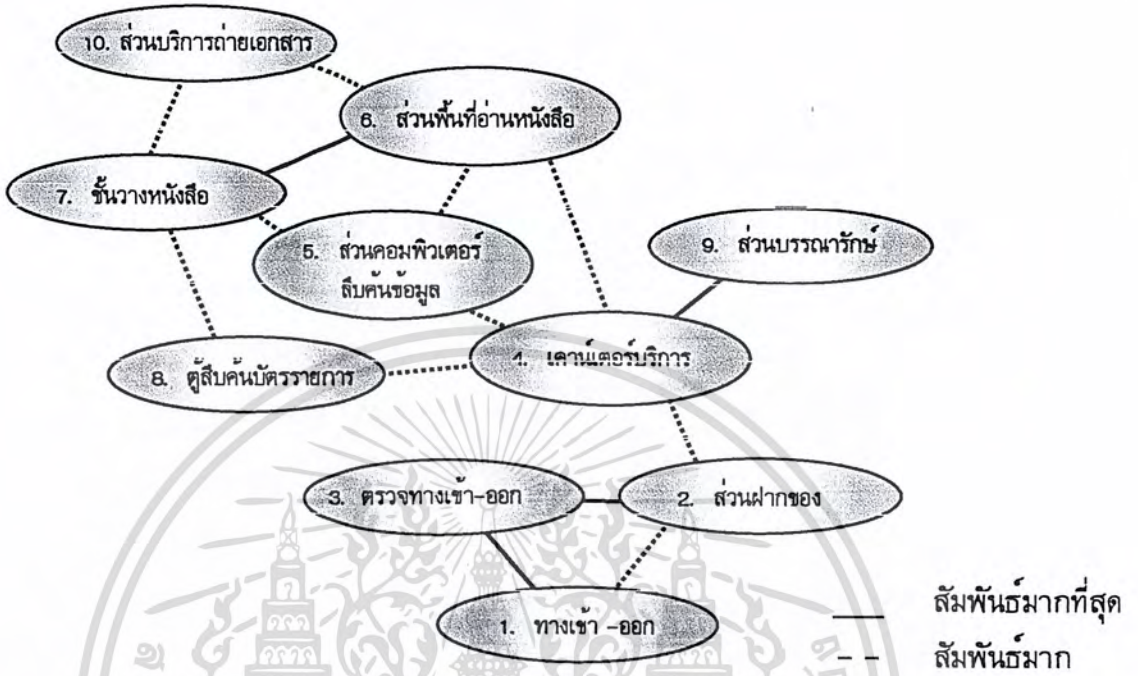 10. ส่วนบริการถ่ายเอกสาร
6. ส่วนพื้นที่อ่านหนังสือ
7. ชั้นวางหนังสือ
9. ส่วนบรรณารักษ์
5. ส่วนคอมพิวเตอร์
สืบค้นข้อมูล
4. เคาน์เตอร์บริการ
8. ตู้สืบค้นบัตรรายการ
3. ตรวจทางเข้า-ออก
2. ส่วนฝากของ
1. ทางเข้า -ออก
สัมพันธ์มากที่สุด
สัมพันธ์มาก